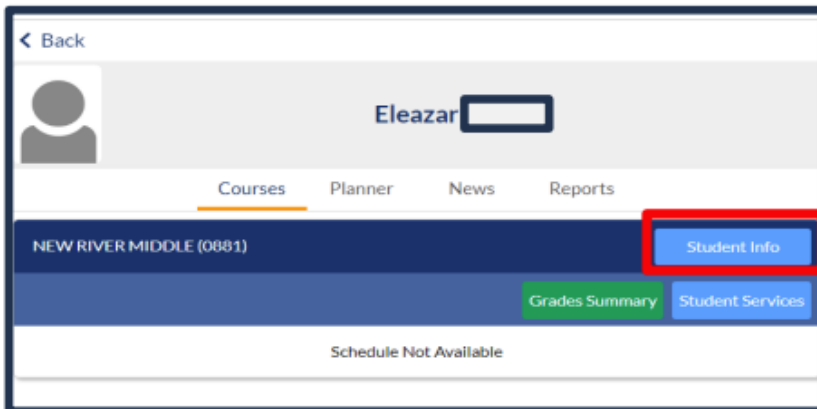 Back
Eleazar
Courses Planner News Reports
NEW RIVER MIDDLE (0881) Student Info
Grades Summary Student Services
Schedule Not Available